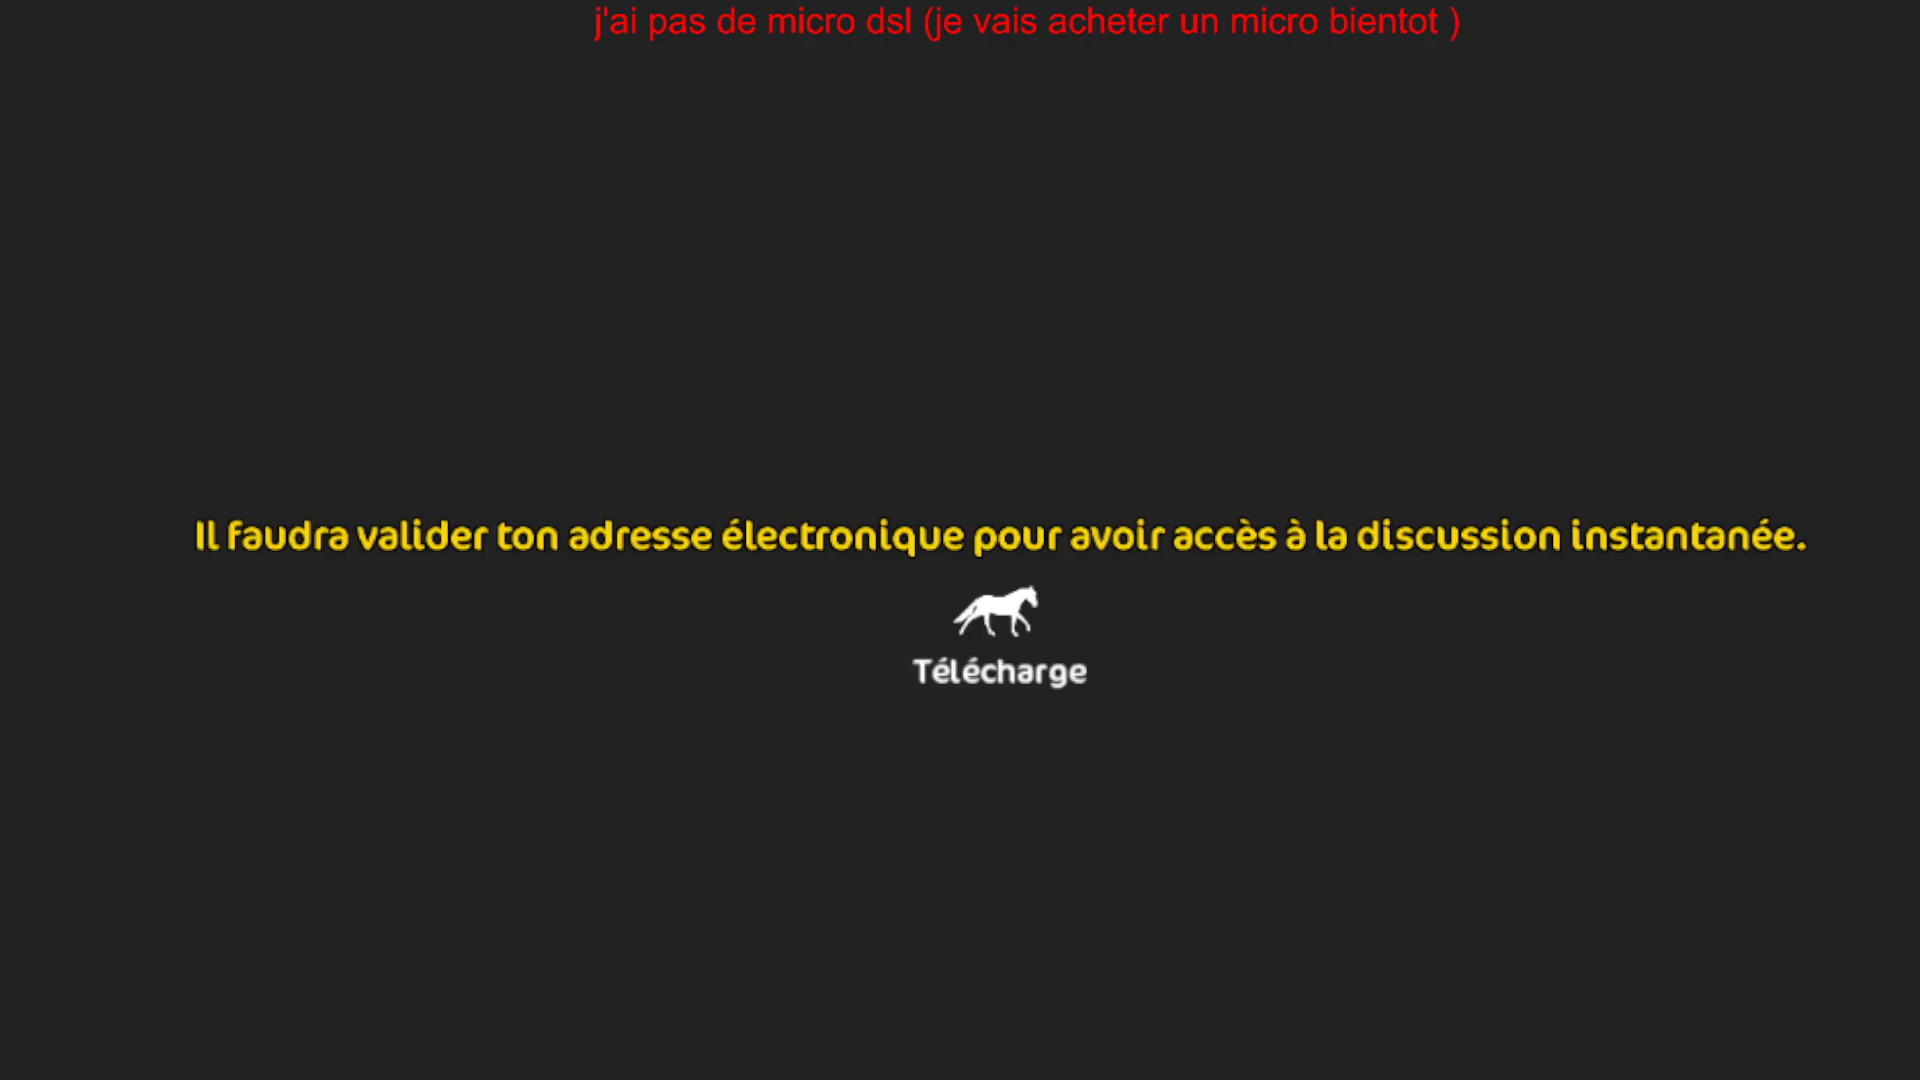 j'ai pas de micro dsl (je vais acheter un micro bientot )
Il faudra valider ton adresse électronique pour avoir accès à la discussion instantanée.
Télécharge